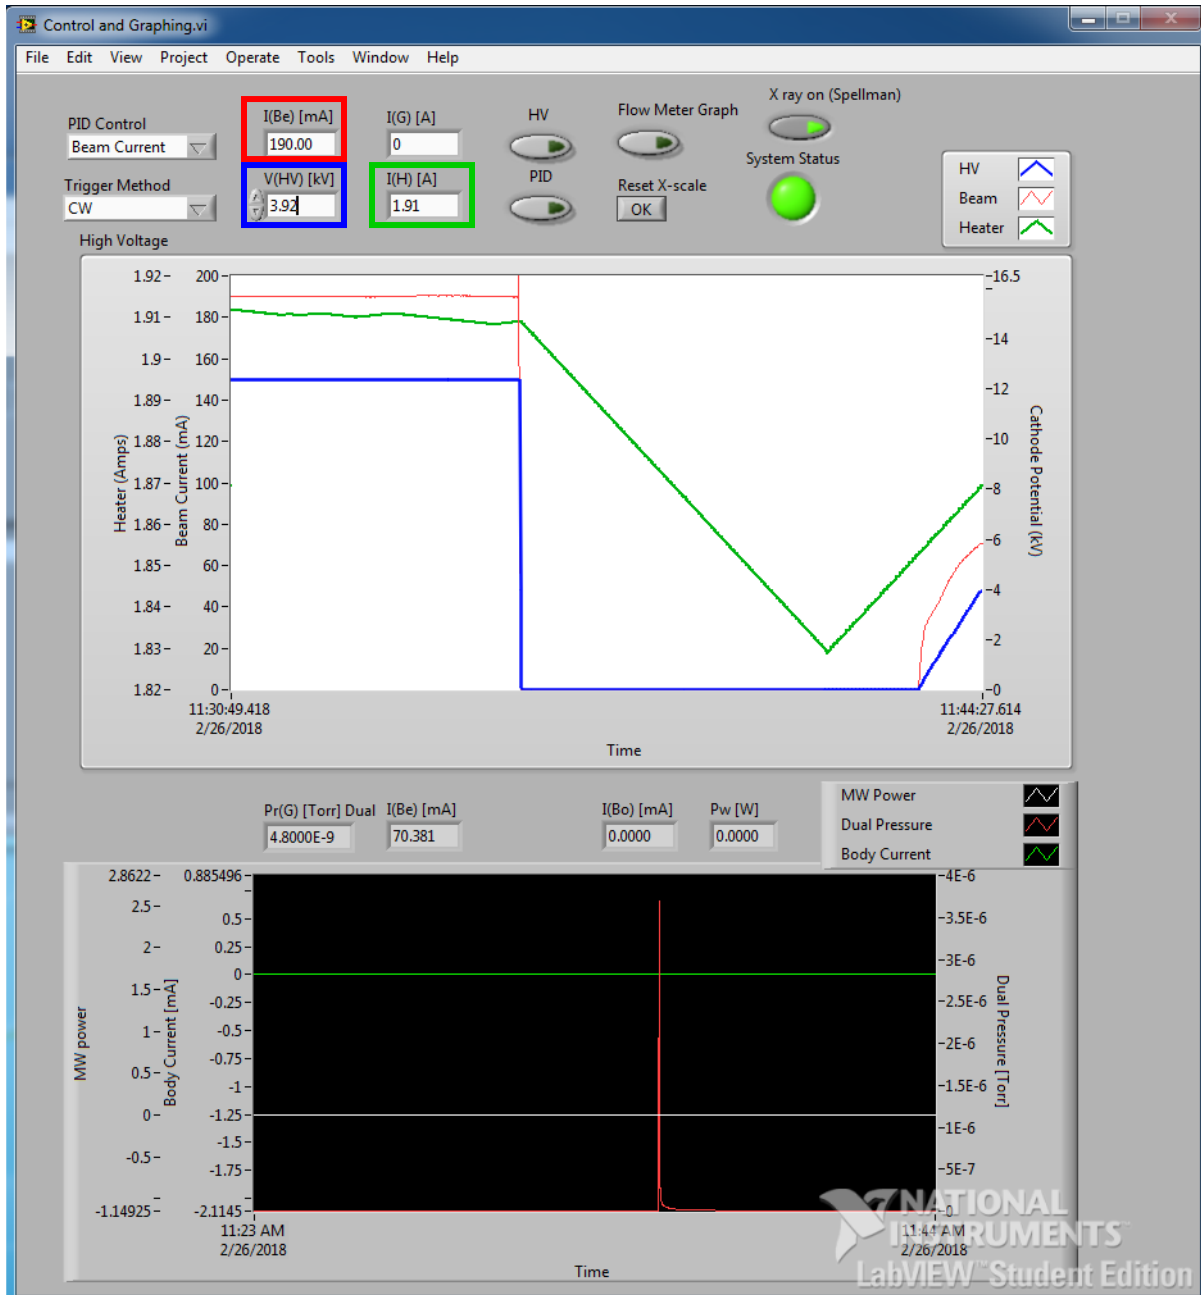 Control and Graphing.vi
File Edit View Project Operate Tools Window Help
PID Control
Beam Current
I(Be) [mA]
190.00
I(G) [A]
0
HV
Flow Meter Graph
X ray on (Spellman)
Trigger Method
CW
V(HV) [kV]
3.92
I(H) [A]
1.91
PID
Reset X-scale
OK
System Status
HV
Beam
Heater
High Voltage
1.92
1.91
1.9
1.89
1.88
1.87
1.86
1.85
1.84
1.83
1.82
Heater (Amps)
200
180
160
140
120
100
80
60
40
20
0
Beam Current (mA)
16.5
14
12
10
8
6
4
2
0
Cathode Potential (kV)
11:30:49.418
2/26/2018
11:44:27.614
2/26/2018
Time
Pr(G) [Torr] Dual
4.8000E-9
I(Be) [mA]
70.381
I(Bo) [mA]
0.0000
Pw [W]
0.0000
MW Power
Dual Pressure
Body Current
2.8622
2.5
2
1.5
1
0.5
0
-0.5
-1.14925
MW power
0.885496
0.5
0.25
0
-0.25
-0.5
-0.75
-1
-1.25
-1.5
-1.75
-2.1145
Body Current [mA]
4E-6
3.5E-6
3E-6
2.5E-6
2E-6
1.5E-6
1E-6
5E-7
0
Dual Pressure [Torr]
11:23 AM
2/26/2018
11:44 AM
2/26/2018
Time
NATIONAL
INSTRUMENTS™
LabVIEW™ Student Edition